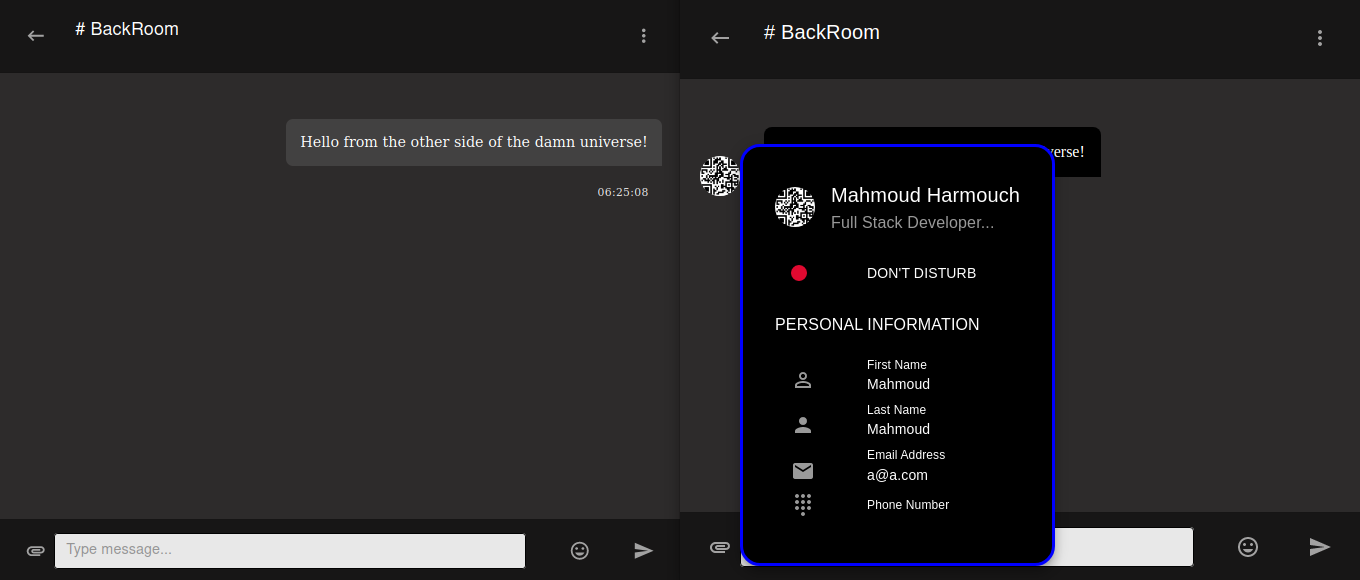 # BackRoom
Hello from the other side of the damn universe!
06:25:08
Type message...
# BackRoom
verse!
Mahmoud Harmouch
Full Stack Developer...
DON'T DISTURB
PERSONAL INFORMATION
First Name
Mahmoud
Last Name
Mahmoud
Email Address
a@a.com
Phone Number